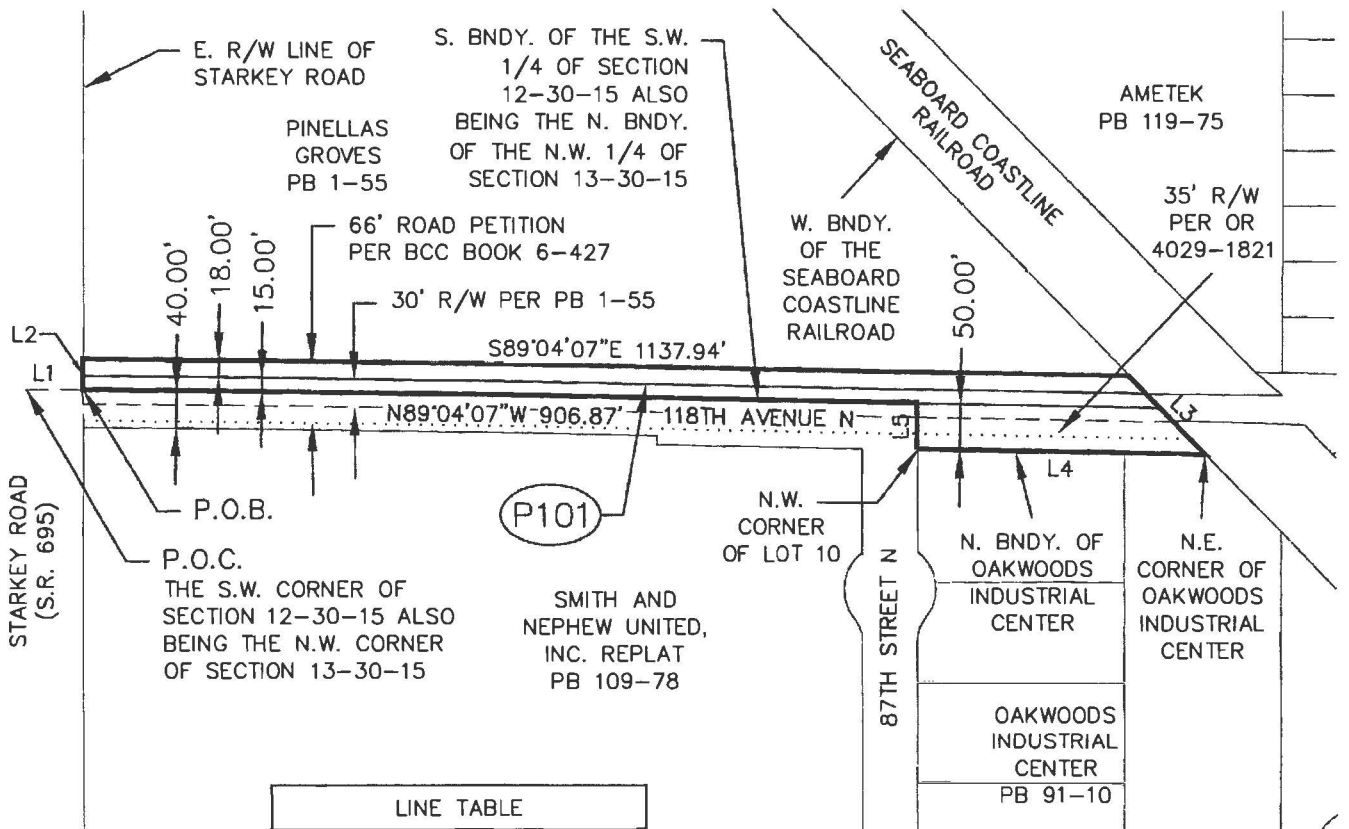 E. R/W LINE OF
STARKEY ROAD
S. BNDY. OF THE S.W.
1/4 OF SECTION
12-30-15 ALSO
BEING THE N. BNDY.
OF THE N.W. 1/4 OF
SECTION 13-30-15
SEABOARD COASTLINE
RAILROAD
AMETEK
PB 119-75
PINELLAS
GROVES
PB 1-55
35' R/W
PER OR
4029-1821
W. BNDY.
OF THE
SEABOARD
COASTLINE
RAILROAD
66' ROAD PETITION
PER BCC BOOK 6-427
40.00'
18.00'
15.00'
30' R/W PER PB 1-55
50.00'
L2
L1
S89°04'07"E 1137.94'
N89°04'07"W 906.87'
118TH AVENUE N
L5
L3
L4
P.O.B.
P101
STARKEY ROAD
(S.R. 695)
P.O.C.
THE S.W. CORNER OF
SECTION 12-30-15 ALSO
BEING THE N.W. CORNER
OF SECTION 13-30-15
SMITH AND
NEPHEW UNITED,
INC. REPLAT
PB 109-78
N.W.
CORNER
OF LOT 10
87TH STREET N
N. BNDY. OF
OAKWOODS
INDUSTRIAL
CENTER
N.E.
CORNER OF
OAKWOODS
INDUSTRIAL
CENTER
OAKWOODS
INDUSTRIAL
CENTER
PB 91-10
LINE TABLE